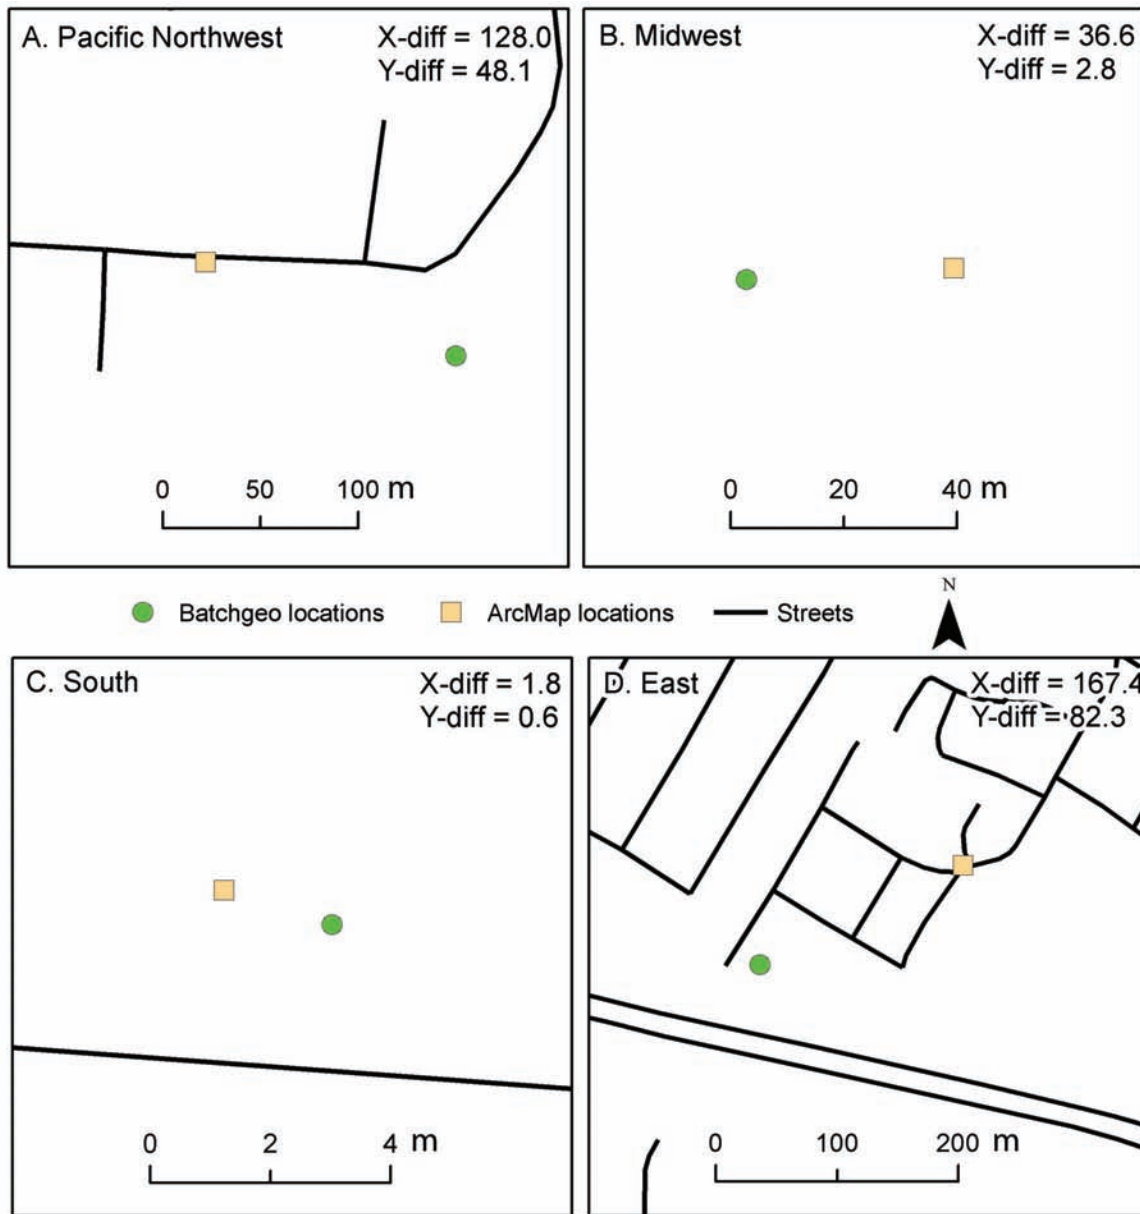 A. Pacific Northwest
X-diff = 128.0
Y-diff = 48.1
0 50 100 m
B. Midwest
X-diff = 36.6
Y-diff = 2.8
0 20 40 m
Batchgeo locations ArcMap locations Streets
N
C. South
X-diff = 1.8
Y-diff = 0.6
0 2 4 m
D. East
X-diff = 167.4
Y-diff = 82.3
0 100 200 m